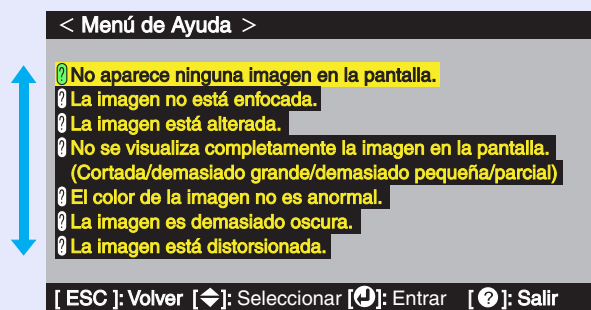 < Menú de Ayuda >
No aparece ninguna imagen en la pantalla.
La imagen no está enfocada.
La imagen está alterada.
No se visualiza completamente la imagen en la pantalla.
(Cortada/demasiado grande/demasiado pequeña/parcial)
El color de la imagen no es anormal.
La imagen es demasiado oscura.
La imagen está distorsionada.
[ ESC ]: Volver [ ]: Seleccionar [ ]: Entrar [ ? ]: Salir